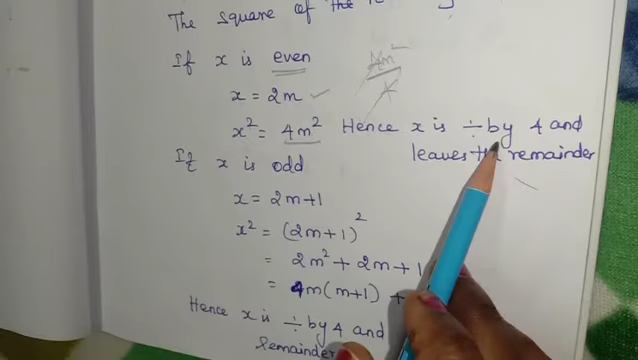 The square of the
If x is even
x = 2m ✓
x² = 4m² Hence x is ÷ by 4 and
leaves the remainder
If x is odd
x = 2m+1
x² = (2m+1)²
= 2m² + 2m + 1
= 4m(m+1) +
Hence x is ÷ by 4 and
remainder